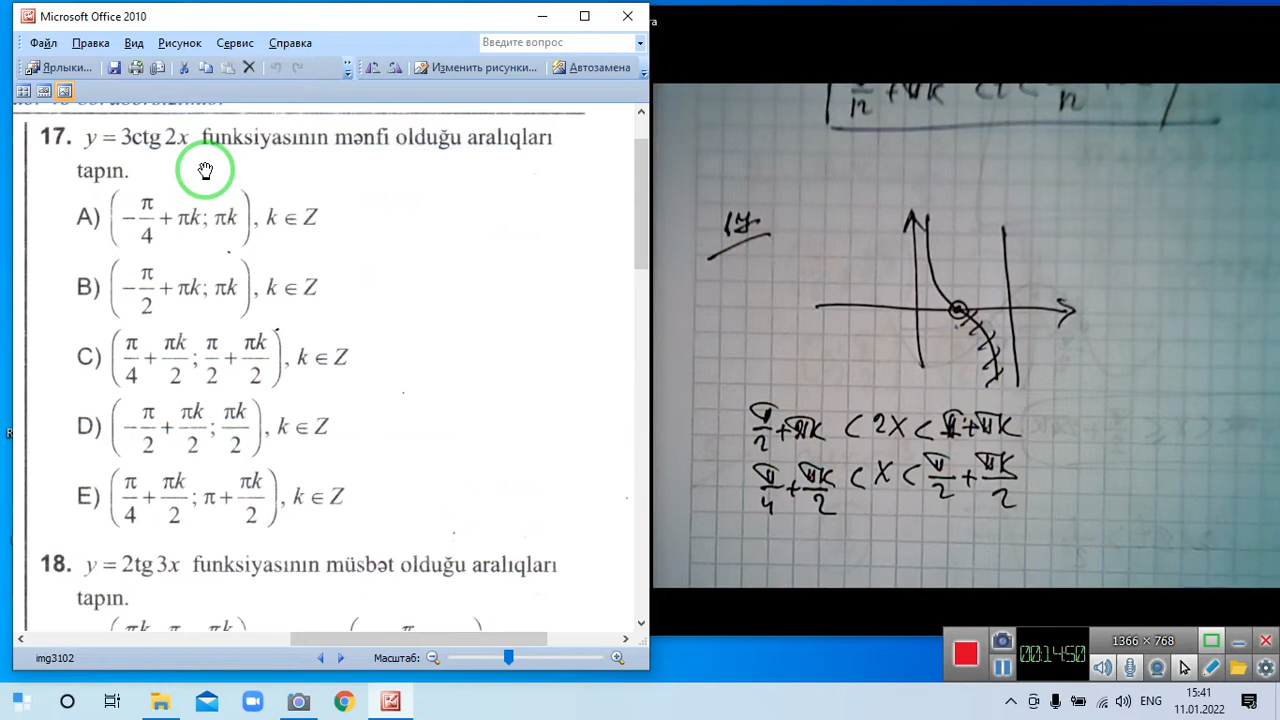 Microsoft Office 2010
Файл Правка Вид Рисунок Сервис Справка
Введите вопрос
Ярлыки...
Изменить рисунки...
Автозамена
17. y = 3ctg 2x funksiyasının mənfi olduğu aralıqları
tapın.
A) (−π/4 + πk; πk), k ∈ Z
B) (−π/2 + πk; πk), k ∈ Z
C) (π/4 + πk/2; π/2 + πk/2), k ∈ Z
D) (−π/2 + πk/2; πk/2), k ∈ Z
E) (π/4 + πk/2; π + πk/2), k ∈ Z
18. y = 2tg 3x funksiyasının müsbət olduğu aralıqları
tapın.
img3102
Масштаб:
17
π/2 + πk < 2x < π + πk
π/4 + πk/2 < x < π/2 + πk/2
1366 × 768
00:14:50
ENG
15:41
11.01.2022